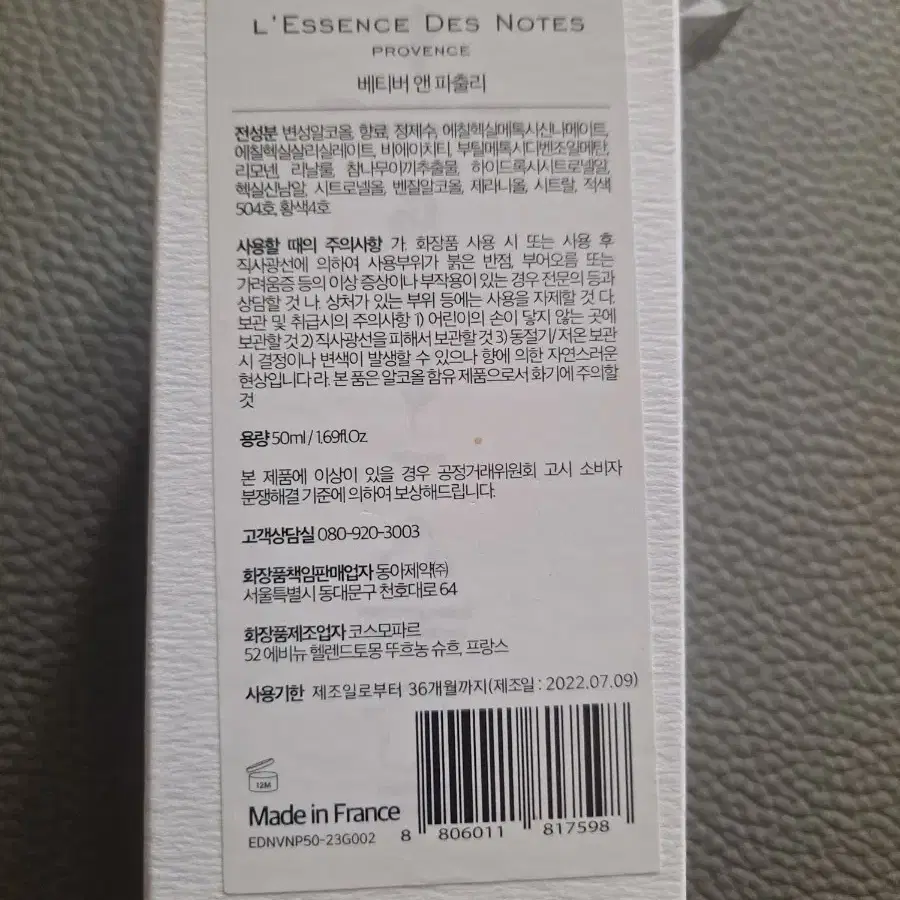 L'ESSENCE DES NOTES
PROVENCE
베티버 앤 파출리
전성분 변성알코올, 향료, 정제수, 에칠헥실메톡시신나메이트,
에칠헥실살리실레이트, 비에이치티, 부틸메톡시디벤조일메탄,
리모넨, 리날룰, 참나무이끼추출물, 하이드록시시트로넬알,
헥실신남알, 시트로넬올, 벤질알코올, 제라니올, 시트랄, 적색
504호, 황색4호
사용할 때의 주의사항 가. 화장품 사용 시 또는 사용 후
직사광선에 의하여 사용부위가 붉은 반점, 부어오름 또는
가려움증 등의 이상 증상이나 부작용이 있는 경우 전문의 등과
상담할 것 나. 상처가 있는 부위 등에는 사용을 자제할 것 다.
보관 및 취급시의 주의사항 1) 어린이의 손이 닿지 않는 곳에
보관할 것 2) 직사광선을 피해서 보관할 것 3) 동절기/저온 보관
시 결정이나 변색이 발생할 수 있으나 향에 의한 자연스러운
현상입니다 라. 본 품은 알코올 함유 제품으로서 화기에 주의할
것
용량 50ml / 1.69fl.Oz.
본 제품에 이상이 있을 경우 공정거래위원회 고시 소비자
분쟁해결 기준에 의하여 보상해드립니다.
고객상담실 080-920-3003
화장품책임판매업자 동아제약㈜
서울특별시 동대문구 천호대로 64
화장품제조업자 코스모파르
52 에비뉴 헬렌드토몽 뚜흐농 슈흐, 프랑스
사용기한 제조일로부터 36개월까지(제조일 : 2022.07.09)
12M
Made in France
EDNVNP50-23G002
8 806011 817598